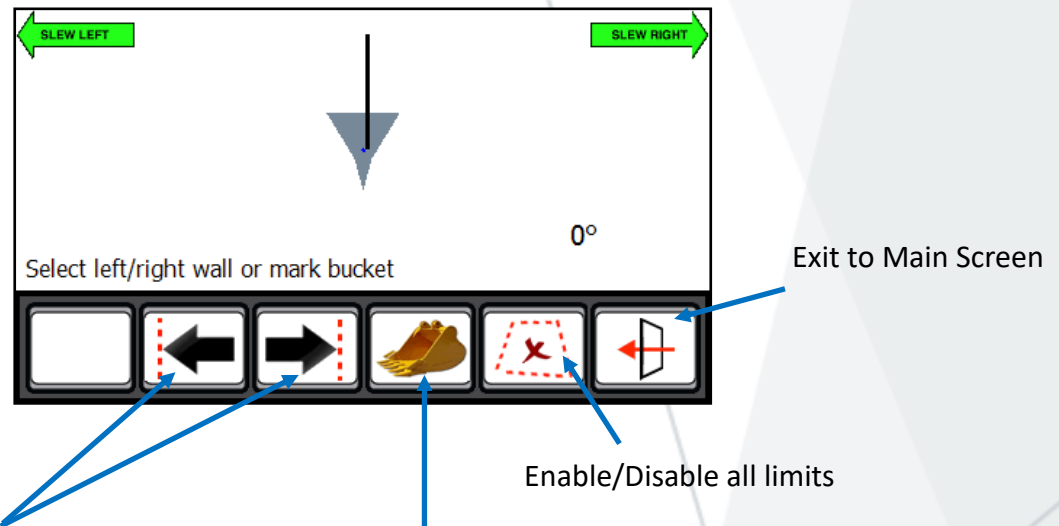 SLEW LEFT
SLEW RIGHT
0°
Select left/right wall or mark bucket
Exit to Main Screen
Enable/Disable all limits